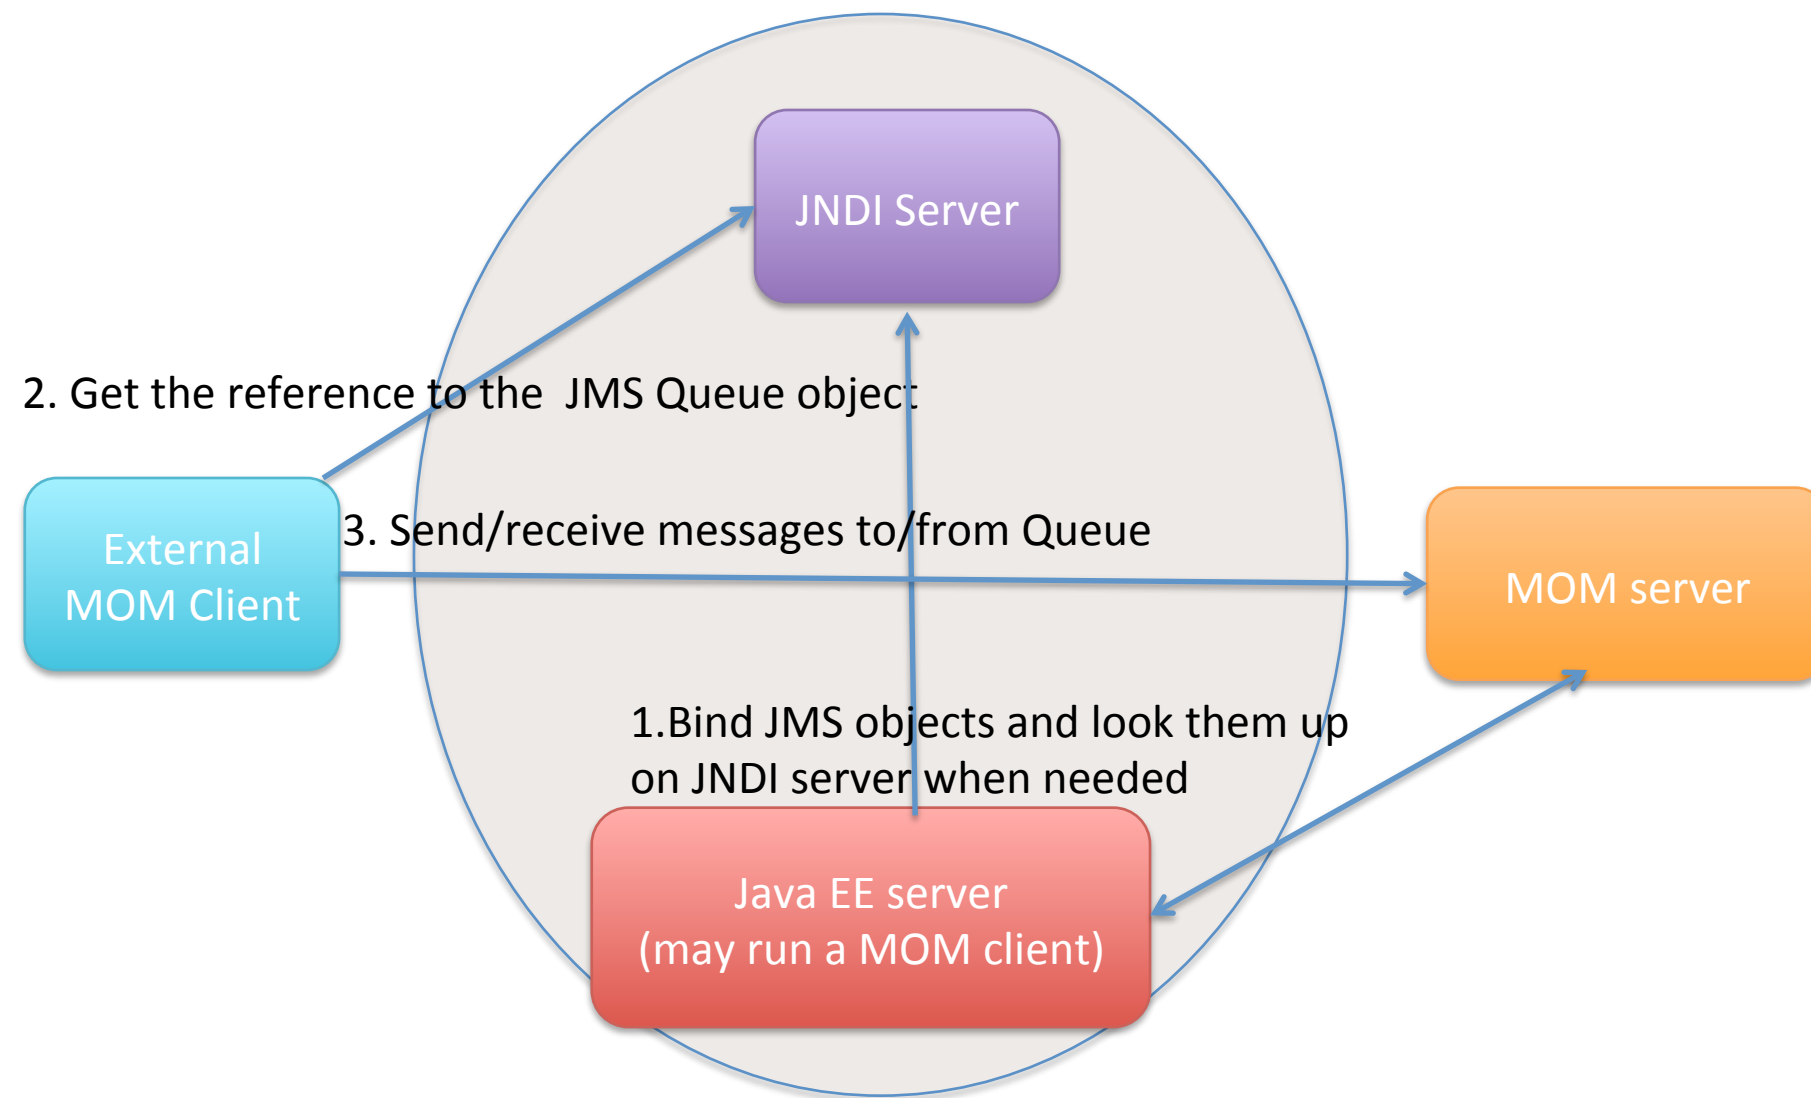 JNDI Server
2. Get the reference to the  JMS Queue object
External
MOM Client
3. Send/receive messages to/from Queue
MOM server
1.Bind JMS objects and look them up
on JNDI server when needed
Java EE server
(may run a MOM client)